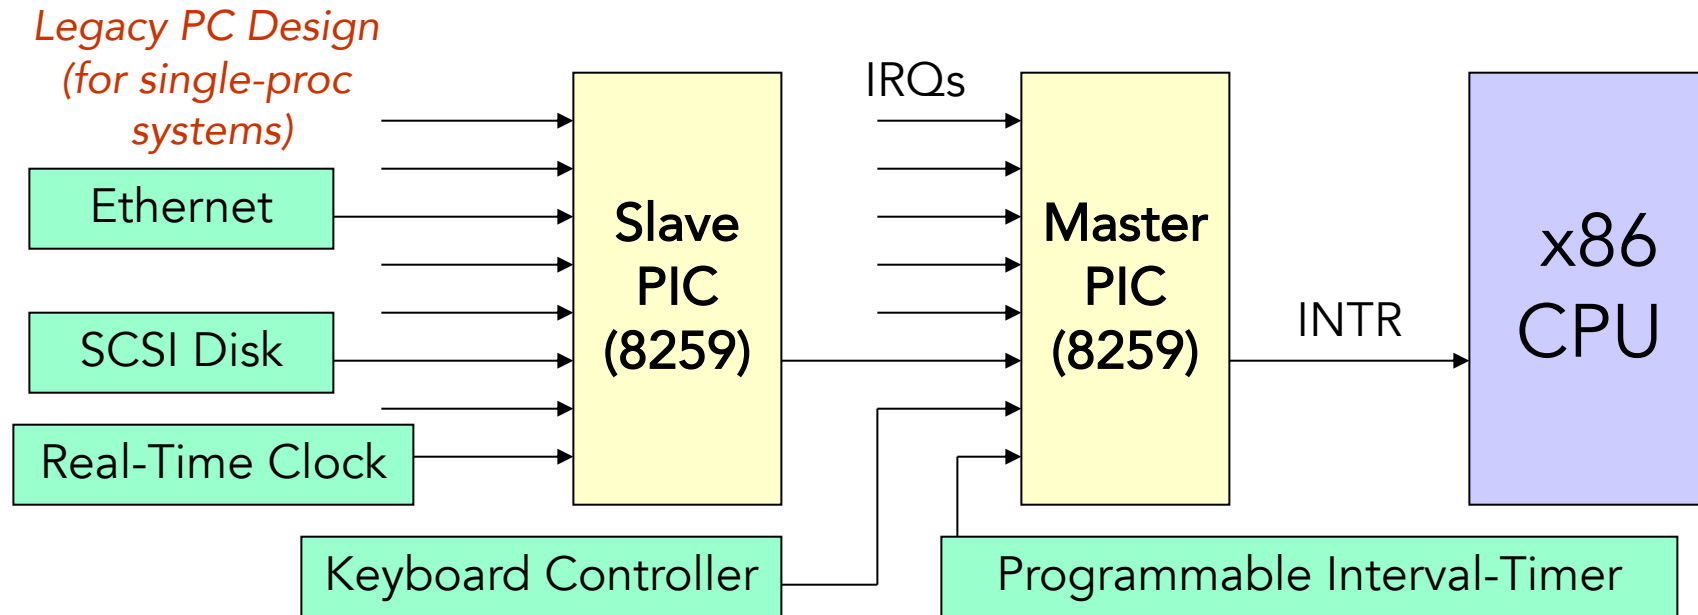 Legacy PC Design
(for single-proc
systems)
IRQs
Ethernet
Slave
PIC
(8259)
Master
PIC
(8259)
x86
CPU
INTR
SCSI Disk
Real-Time Clock
Keyboard Controller
Programmable Interval-Timer